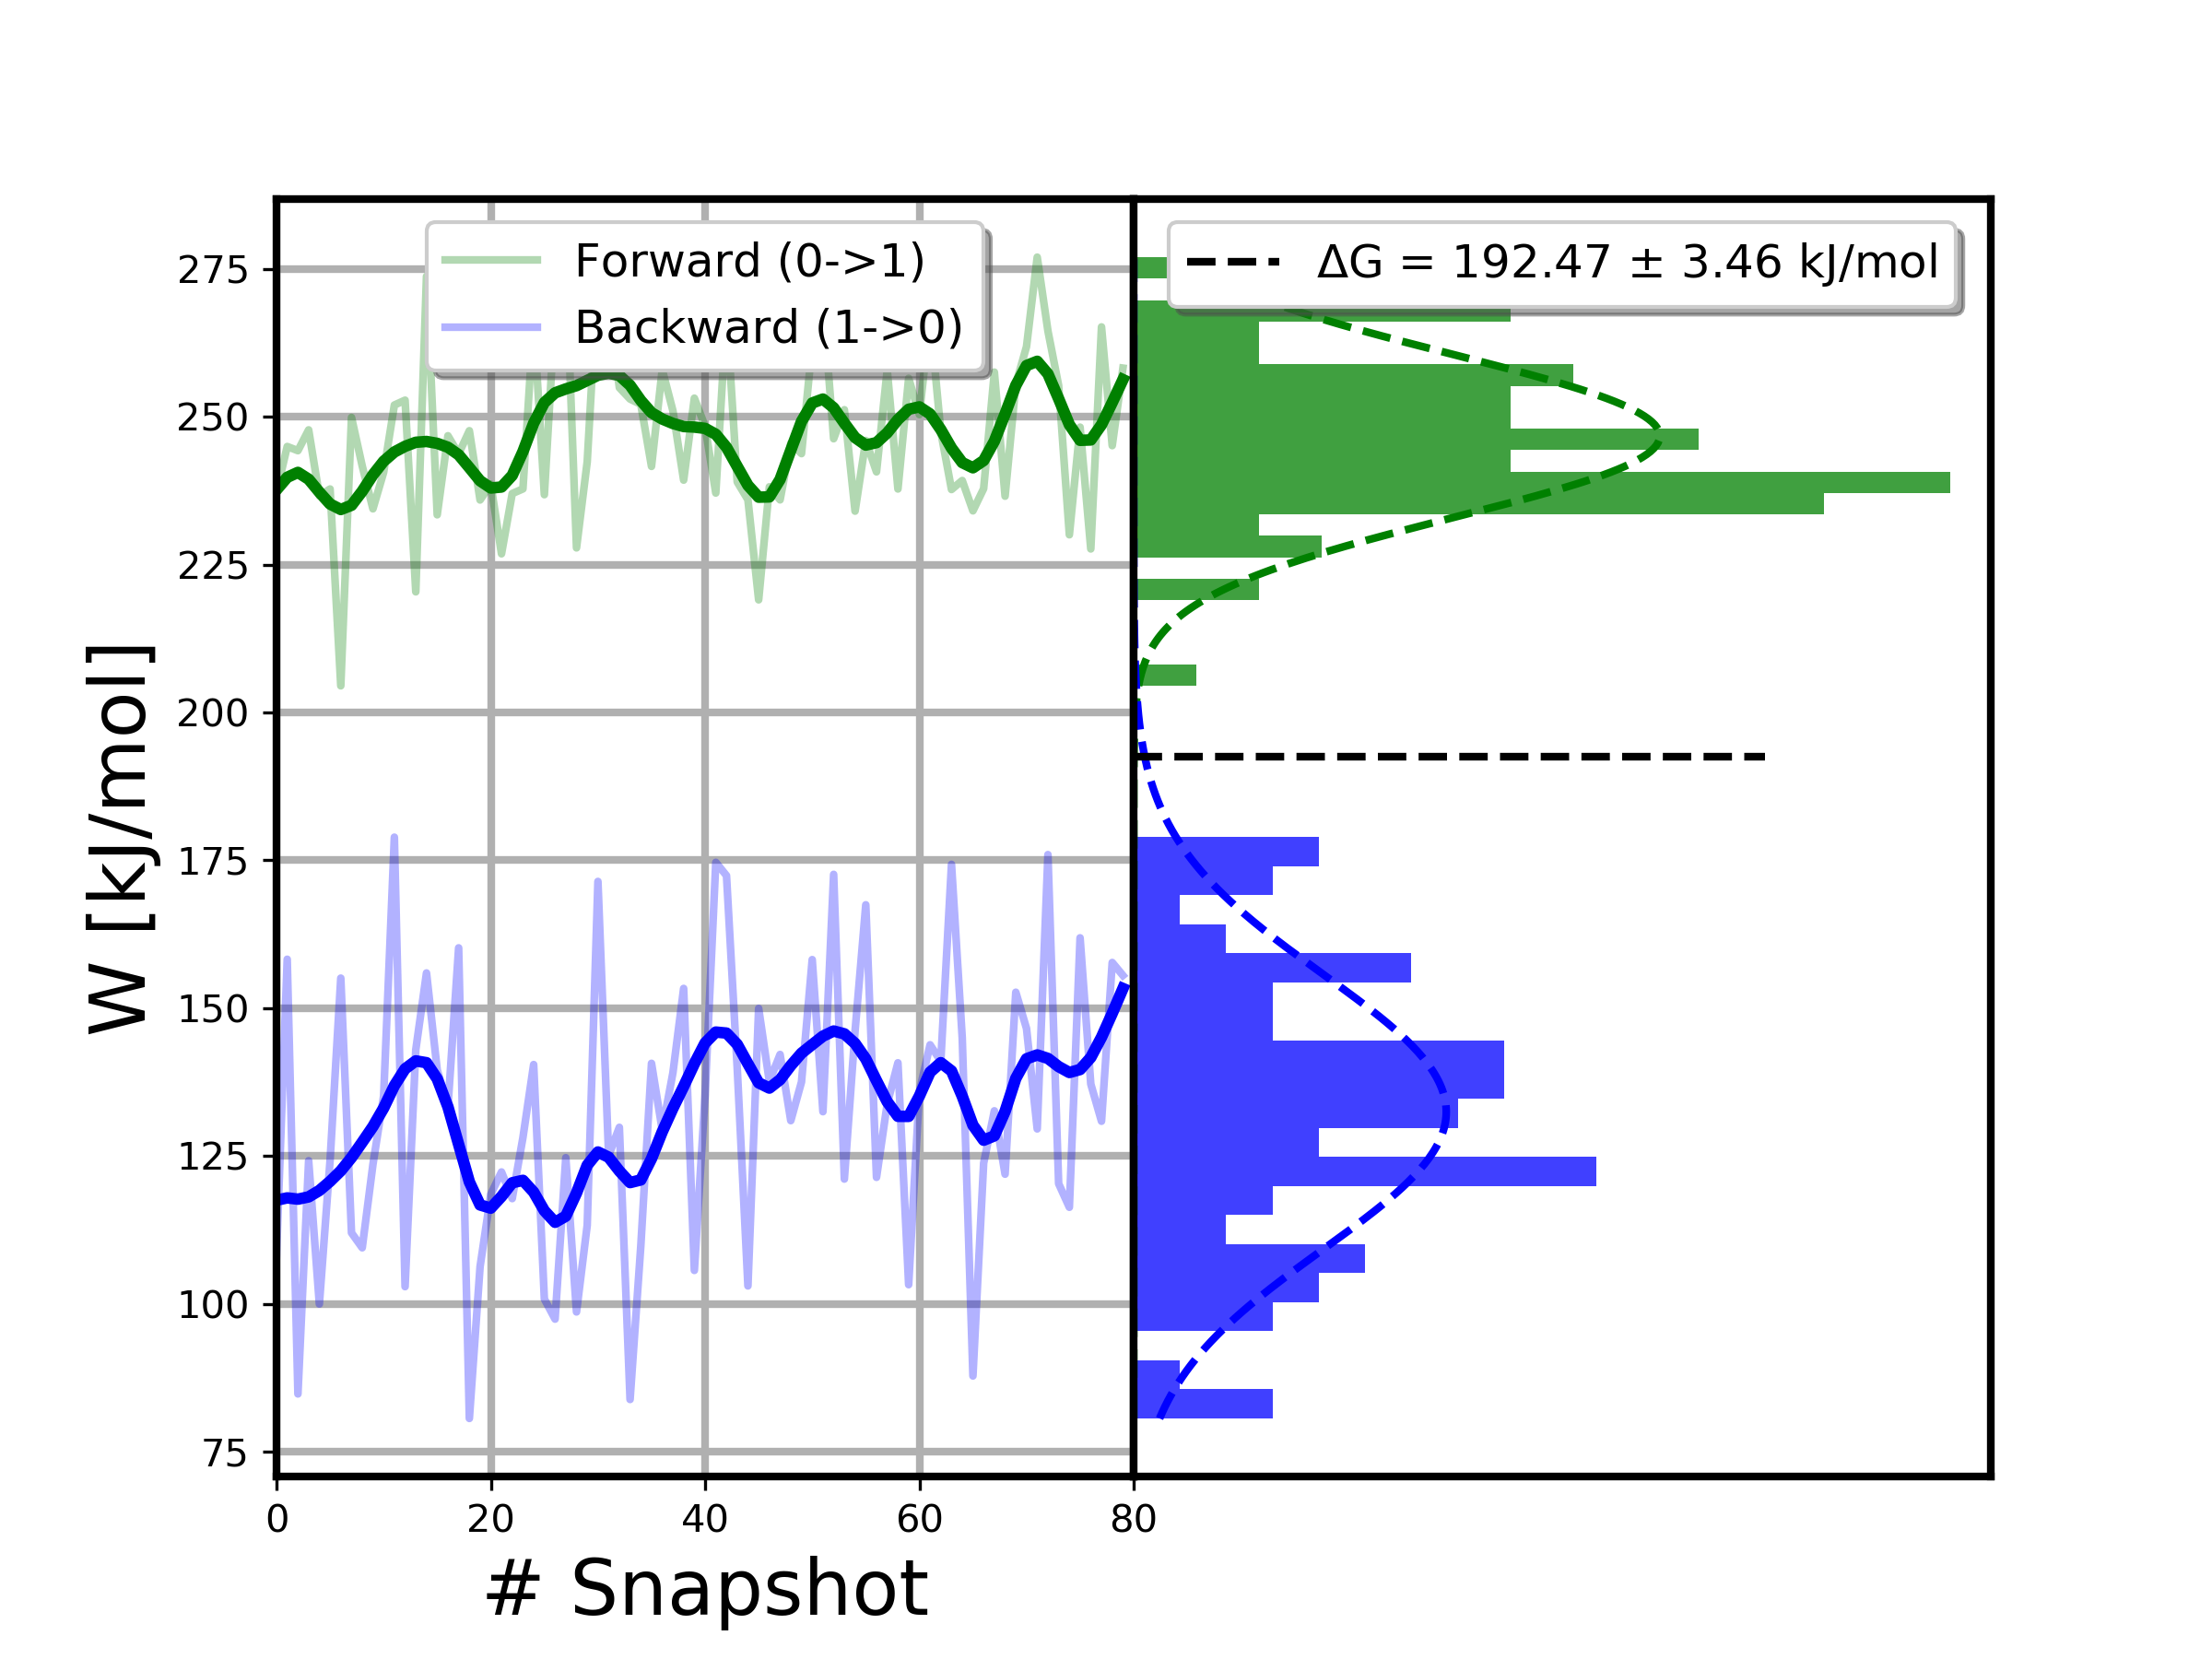 Forward (0->1)
Backward (1->0)
ΔG = 192.47 ± 3.46 kJ/mol
W [kJ/mol]
275
250
225
200
175
150
125
100
75
0 20 40 60 80
# Snapshot